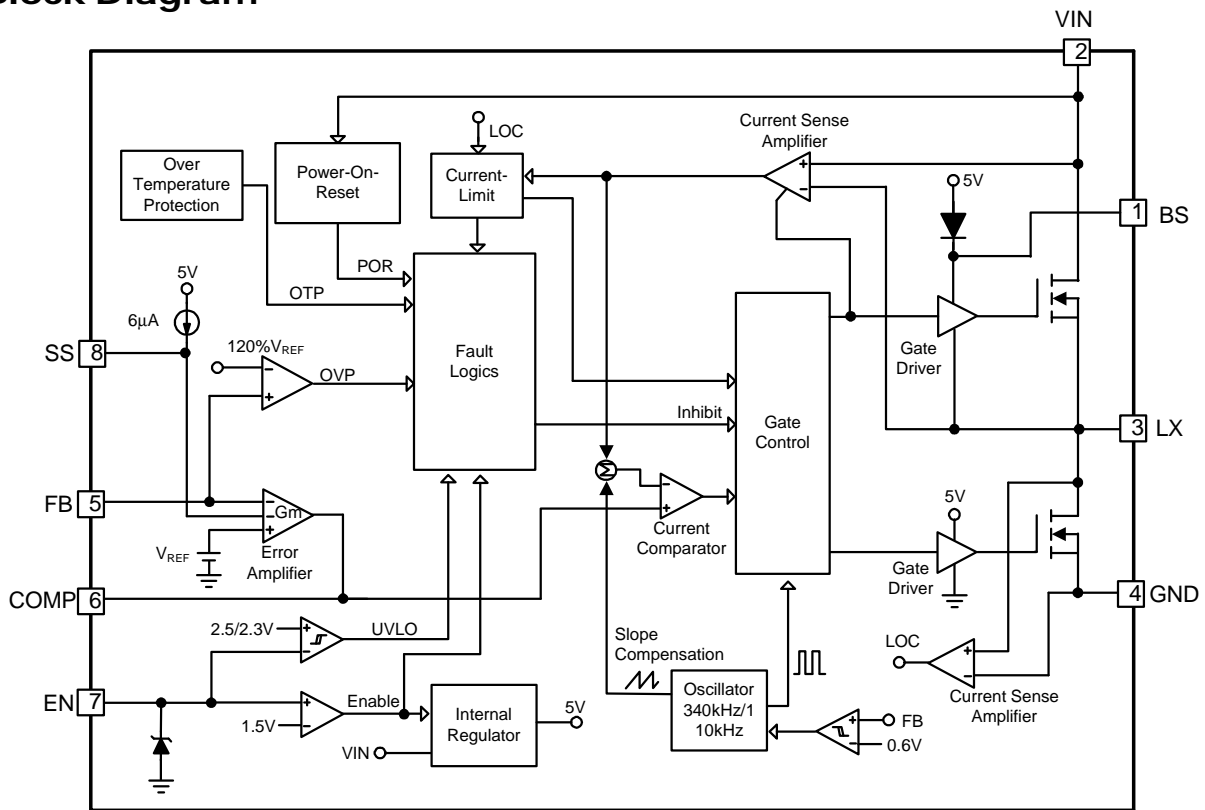 VIN
2
LOC
Current Sense
Amplifier
Over
Temperature
Protection
Power-On-
Reset
Current-
Limit
+
-
5V
1
BS
POR
OTP
5V
6µA
SS
8
120%VREF
-
+
OVP
Fault
Logics
Gate
Driver
Inhibit
Gate
Control
3
LX
FB
5
-
-
+
Gm
VREF
Error
Amplifier
Σ
-
+
Current
Comparator
5V
Gate
Driver
COMP
6
4
GND
2.5/2.3V
+
-
UVLO
Slope
Compensation
LOC
+
-
Current Sense
Amplifier
EN
7
+
-
1.5V
Enable
Internal
Regulator
5V
VIN
Oscillator
340kHz/1
10kHz
+
-
FB
0.6V